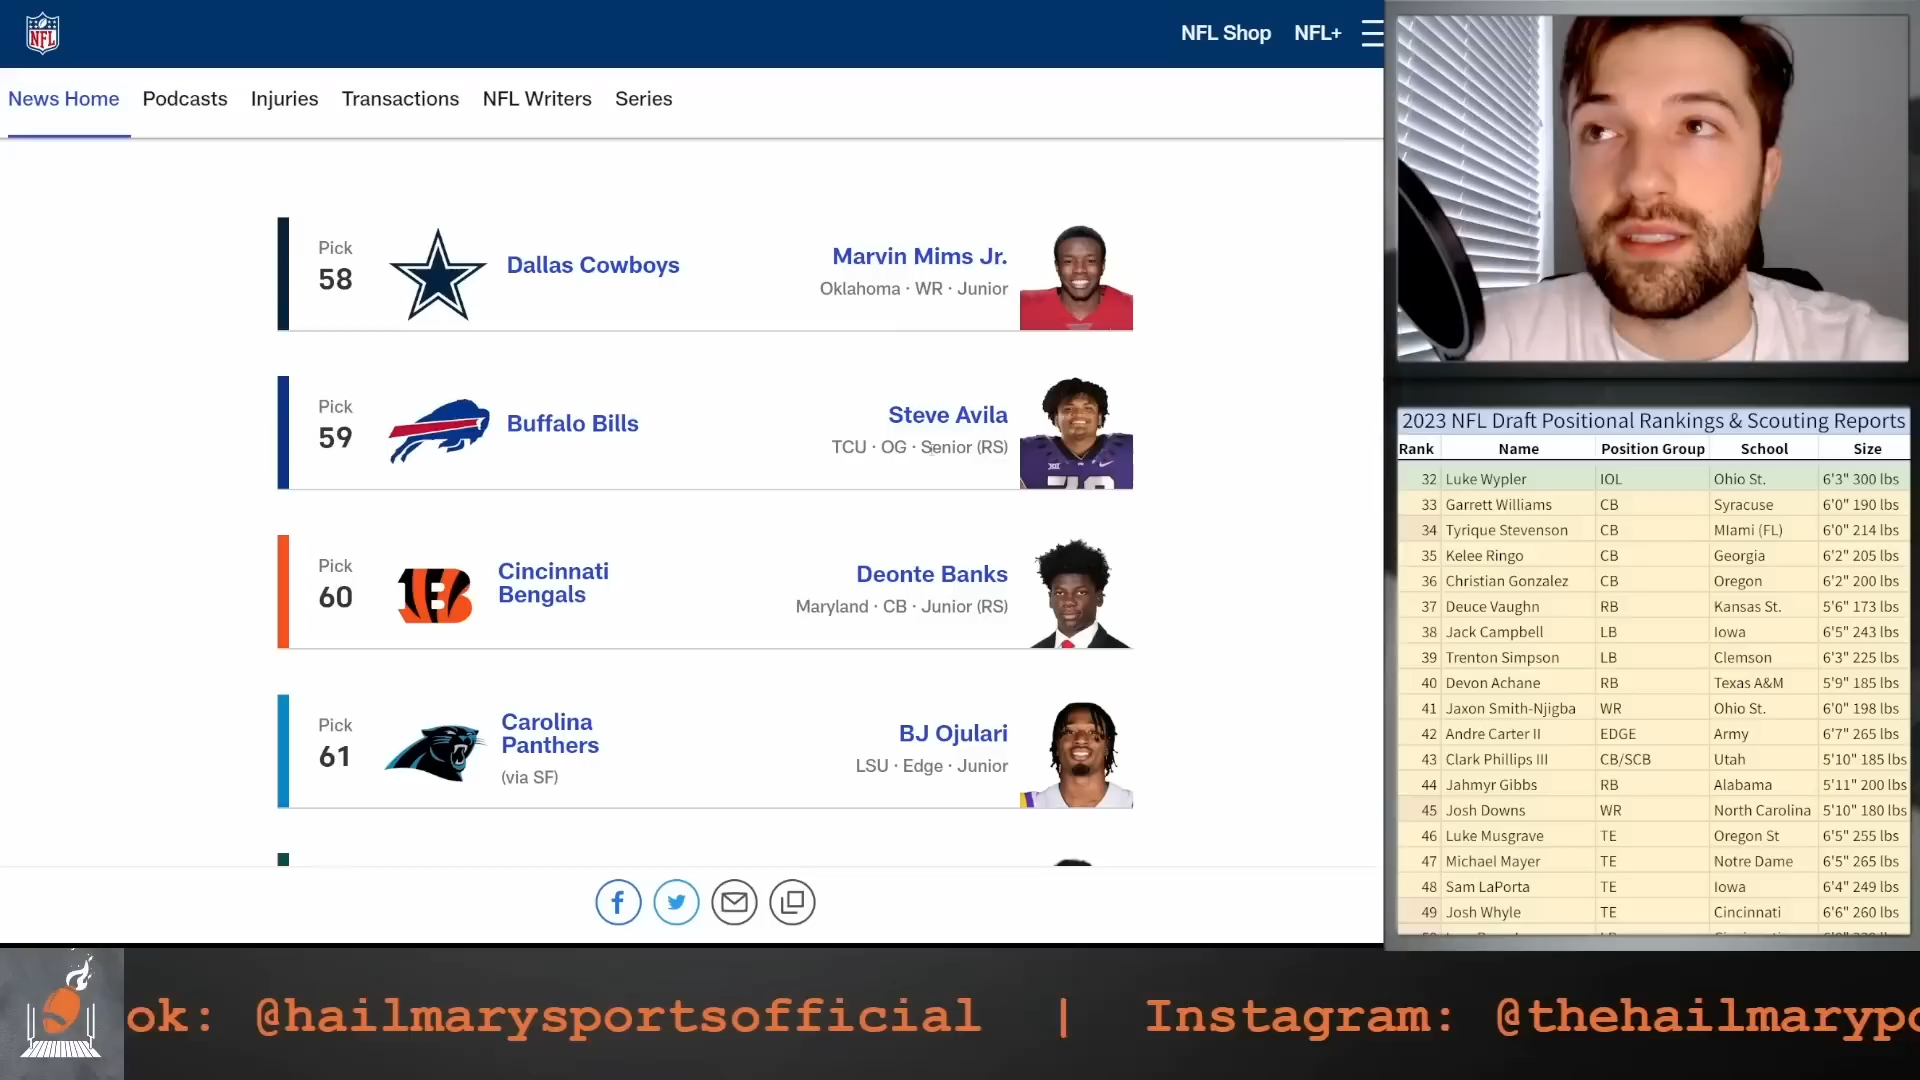 NFL
NFL Shop NFL+
News Home Podcasts Injuries Transactions NFL Writers Series
Pick
58
Dallas Cowboys
Marvin Mims Jr.
Oklahoma · WR · Junior
Pick
59
Buffalo Bills
Steve Avila
TCU · OG · Senior (RS)
Pick
60
Cincinnati
Bengals
Deonte Banks
Maryland · CB · Junior (RS)
Pick
61
Carolina
Panthers
(via SF)
BJ Ojulari
LSU · Edge · Junior
2023 NFL Draft Positional Rankings & Scouting Reports
Rank Name Position Group School Size
32 Luke Wypler IOL Ohio St. 6'3" 300 lbs
33 Garrett Williams CB Syracuse 6'0" 190 lbs
34 Tyrique Stevenson CB MIami (FL) 6'0" 214 lbs
35 Kelee Ringo CB Georgia 6'2" 205 lbs
36 Christian Gonzalez CB Oregon 6'2" 200 lbs
37 Deuce Vaughn RB Kansas St. 5'6" 173 lbs
38 Jack Campbell LB Iowa 6'5" 243 lbs
39 Trenton Simpson LB Clemson 6'3" 225 lbs
40 Devon Achane RB Texas A&M 5'9" 185 lbs
41 Jaxon Smith-Njigba WR Ohio St. 6'0" 198 lbs
42 Andre Carter II EDGE Army 6'7" 265 lbs
43 Clark Phillips III CB/SCB Utah 5'10" 185 lbs
44 Jahmyr Gibbs RB Alabama 5'11" 200 lbs
45 Josh Downs WR North Carolina 5'10" 180 lbs
46 Luke Musgrave TE Oregon St 6'5" 255 lbs
47 Michael Mayer TE Notre Dame 6'5" 265 lbs
48 Sam LaPorta TE Iowa 6'4" 249 lbs
49 Josh Whyle TE Cincinnati 6'6" 260 lbs
ok: @hailmarysportsofficial | Instagram: @thehailmarypo